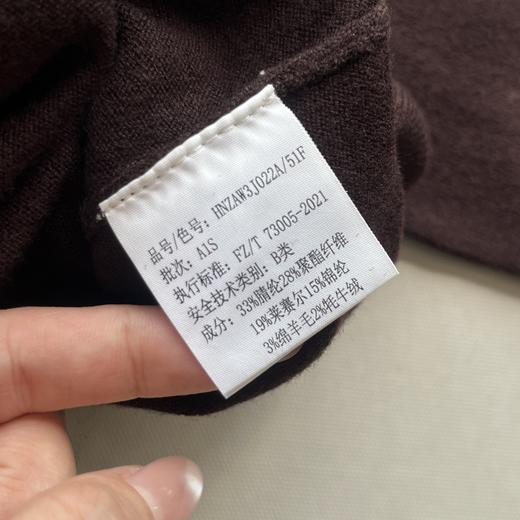 品号/色号: HNZAW3J022A/51F
批次: A1S
执行标准: FZ/T 73005-2021
安全技术类别: B类
成分: 33%腈纶28%聚酯纤维
19%莱赛尔15%锦纶
3%绵羊毛2%牦牛绒